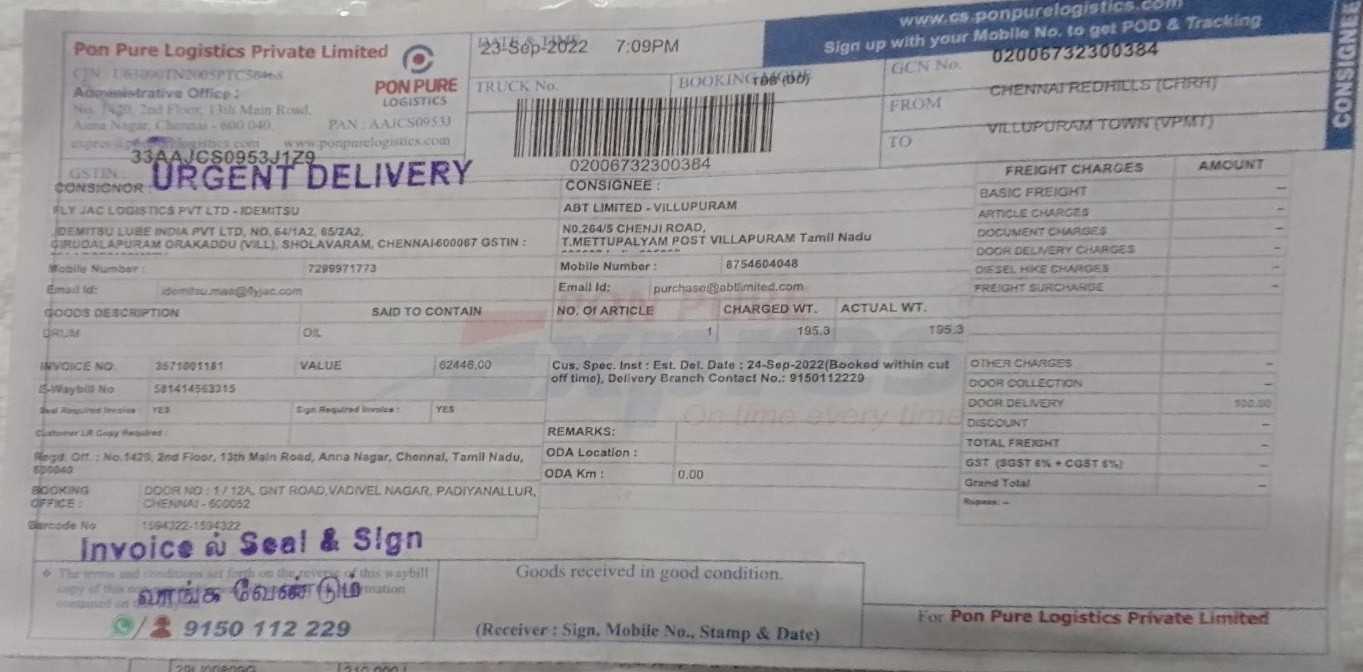 www.cs.ponpurelogistics.com
Sign up with your Mobile No. to get POD & Tracking
CONSIGNEE
Pon Pure Logistics Private Limited
Administrative Office :
No. 1420, 2nd Floor, 13th Main Road,
Anna Nagar, Chennai - 600 040.
PAN : AAJCS0953J
www.ponpurelogistics.com
33AAJCS0953J1Z9
GSTIN
PON PURE
LOGISTICS
23-Sep-2022 7:09PM
TRUCK No.
BOOKING
02006732300384
GCN No. 02006732300384
FROM CHENNAI REDHILLS (CHRH)
TO VILLUPURAM TOWN (VPMT)
URGENT DELIVERY
CONSIGNOR :
FLY JAC LOGISTICS PVT LTD - IDEMITSU
IDEMITSU LUBE INDIA PVT LTD, NO, 64/1A2, 65/2A2,
GIRUDALAPURAM ORAKADDU (VILL), SHOLAVARAM, CHENNAI-600067 GSTIN :
Mobile Number : 7299971773
Email Id:
CONSIGNEE :
ABT LIMITED - VILLUPURAM
NO.264/5 CHENJI ROAD,
T.METTUPALYAM POST VILLAPURAM Tamil Nadu
Mobile Number : 8754604048
Email Id: purchase@abtlimited.com
FREIGHT CHARGES AMOUNT
BASIC FREIGHT –
ARTICLE CHARGES –
DOCUMENT CHARGES –
DOOR DELIVERY CHARGES –
DIESEL HIKE CHARGES –
FREIGHT SURCHARGE –
GOODS DESCRIPTION SAID TO CONTAIN NO. Of ARTICLE CHARGED WT. ACTUAL WT.
DRUM OIL 1 195.3 195.3
INVOICE NO. 3671001181 VALUE 62446.00
E-Waybill No 581414563315
Seal Required Invoice : YES Sign Required Invoice : YES
Customer LR Copy Required :
Cus. Spec. Inst : Est. Del. Date : 24-Sep-2022(Booked within cut
off time), Delivery Branch Contact No.: 9150112229
On-time every time
REMARKS:
ODA Location :
ODA Km : 0.00
OTHER CHARGES –
DOOR COLLECTION –
DOOR DELIVERY 500.00
DISCOUNT –
TOTAL FREIGHT –
GST (SGST 6% + CGST 6%) –
Grand Total –
Rupees: –
Regd. Off. : No.1429, 2nd Floor, 13th Main Road, Anna Nagar, Chennai, Tamil Nadu,
600040
BOOKING OFFICE : DOOR NO : 1 / 12A, GNT ROAD,VADIVEL NAGAR, PADIYANALLUR,
CHENNAI - 600052
Barcode No 1594322-1594322
Invoice ல் Seal & Sign
வாங்க வேண்டும்
The terms and conditions set forth on the reverse of this waybill
9150 112 229
Goods received in good condition.
(Receiver : Sign, Mobile No., Stamp & Date)
For Pon Pure Logistics Private Limited